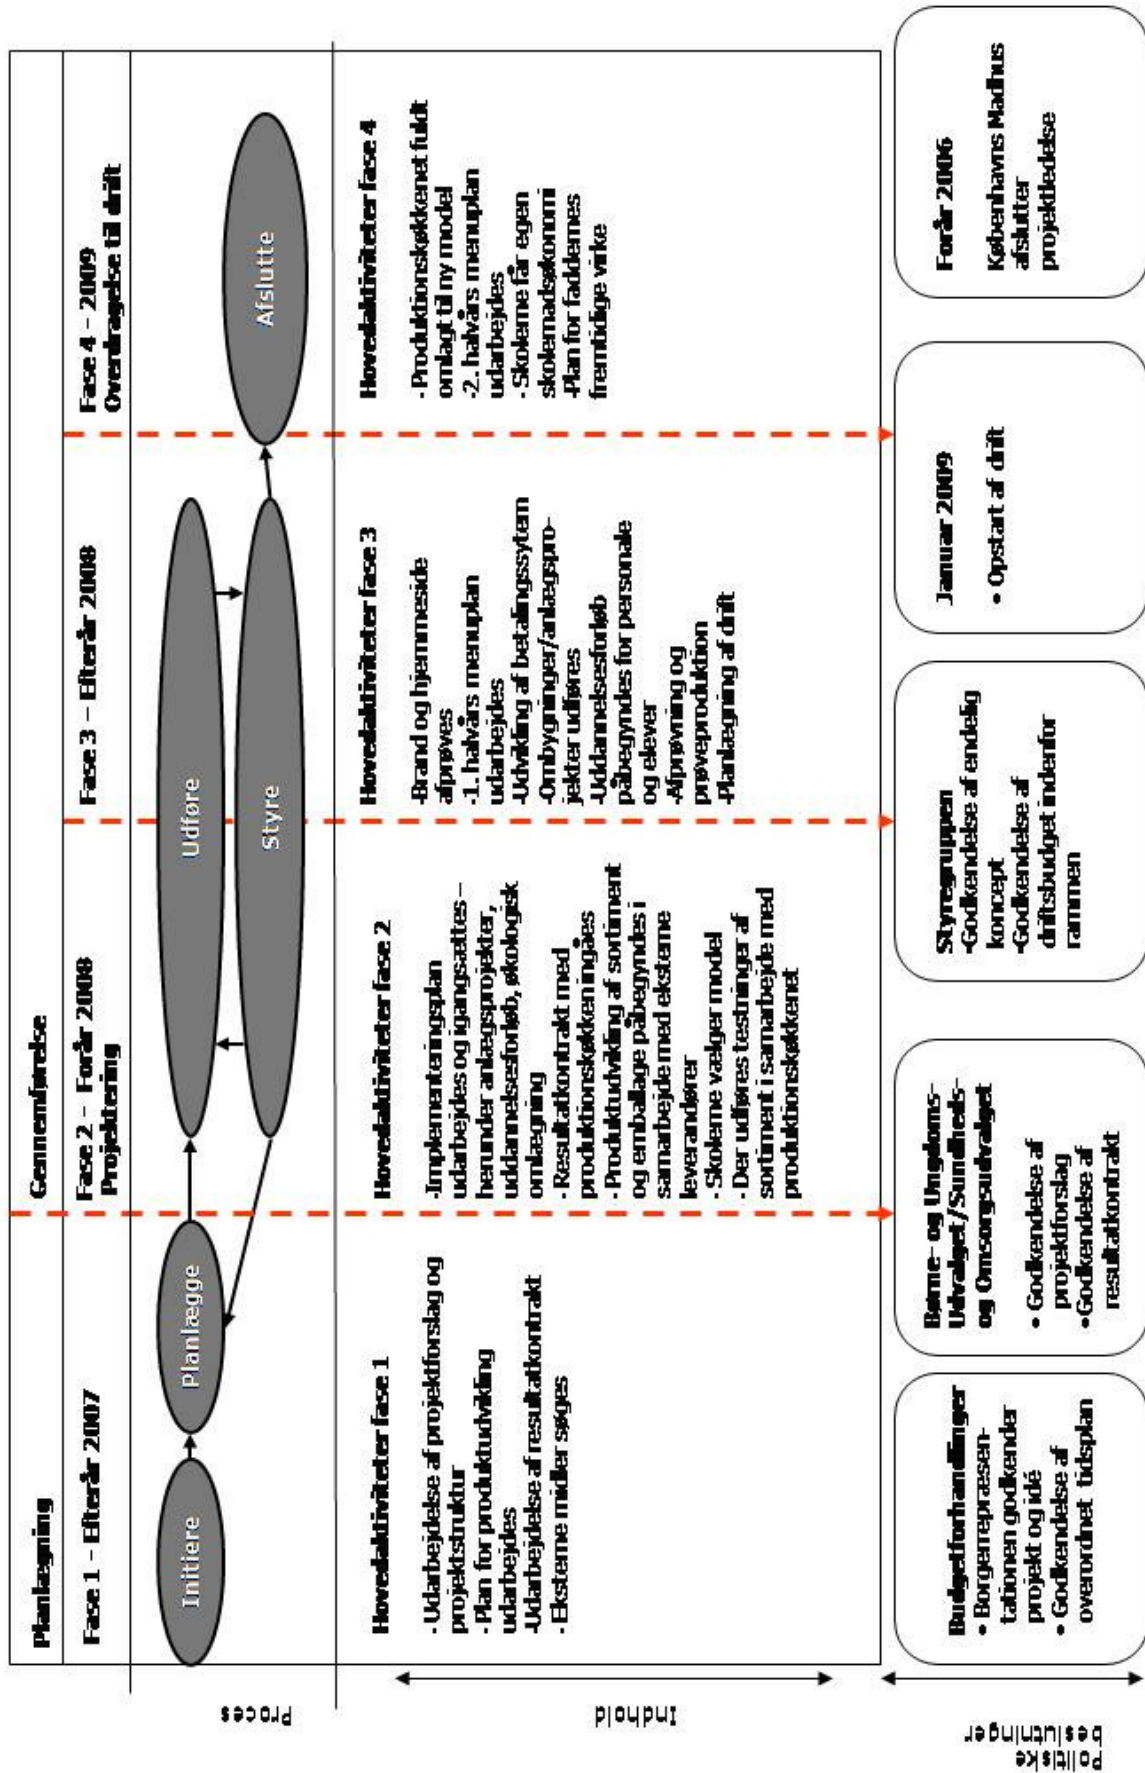 Planlægning
Gennemførelse
Fase 1 - Efterår 2007
Fase 2 - Forår 2008
Projektering
Fase 3 – Efterår 2008
Fase 4 - 2009
Overdragelse til drift
Proces
Initiere
Planlægge
Udføre
Styre
Afslutte
Indhold
Hovedaktiviteter fase 1
- Udarbejdelse af projektforslag og
projektstruktur
- Plan for produktudvikling
udarbejdes
-Udarbejdelse af resultatkontrakt
- Eksterne midler søges
Hovedaktiviteter fase 2
-Implementeringsplan
udarbejdes og igangsættes –
herunder anlægsprojekter,
uddannelsesforløb, økologisk
omlægning
- Resultatkontrakt med
produktionskøkken ingåes
- Produktudvikling af sortiment
og emballage påbegyndes i
samarbejde med eksterne
leverandører
- Skolerne vælger model
- Der udføres testninger af
sortiment i samarbejde med
produktionskøkkenet
Hovedaktiviteter fase 3
-Brand og hjemmeside
afprøves
-1. halvårs menuplan
udarbejdes
-Udvikling af betalingssytem
-Ombygninger/anlægspro-
jekter udføres
-Uddannelsesforløb
påbegyndes for personale
og elever
-Afprøvning og
prøveproduktion
-Planlægning af drift
Hovedaktiviteter fase 4
- Produktionskøkkenet fuldt
omlagt til ny model
-2. halvårs menuplan
udarbejdes
- Skolerne får egen
skolemadsøkonomi
-Plan for faddernes
fremtidige virke
Politiske
beslutninger
Budgetforhandlinger
• Borgerrepræsen-
tationen godkender
projekt og idé
• Godkendelse af
overordnet tidsplan
Børne- og Ungdoms-
Udvalget/Sundheds-
og Omsorgsudvalget
• Godkendelse af
projektforslag
•Godkendelse af
resultatkontrakt
Styregruppen
-Godkendelse af endelig
koncept
-Godkendelse af
driftsbudget indenfor
rammen
Januar 2009
• Opstart af drift
Forår 2006
Københavns Madhus
afslutter
projektledelse